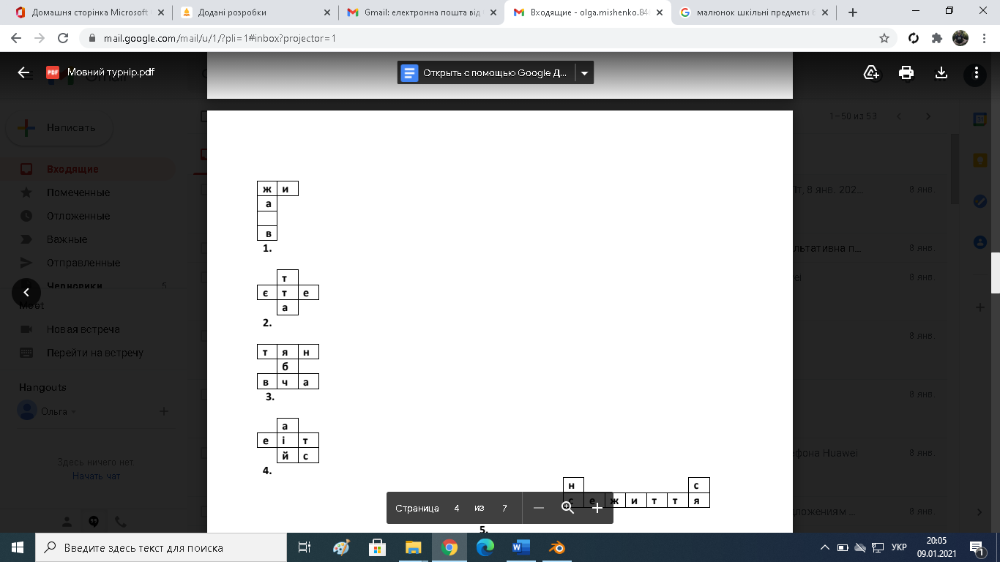 Домашня сторінка Microsoft
Додані розробки
Gmail: електронна пошта від
Входящие - olga.mishenko.84
малюнок шкільні предмети
mail.google.com/mail/u/1/?pli=1#inbox?projector=1
Мовний турнір.pdf
Открыть с помощью Google Д...
Написать
1–50 из 53
Входящие
Помеченные
Пт, 8 янв. 202...
8 янв.
Отложенные
Важные
льтативна п...
8 янв.
Отправленные
Черновики
5
8 янв.
Meet
Новая встреча
8 янв.
Перейти на встречу
Hangouts
8 янв.
Ольга
Здесь ничего нет.
Начать чат
фона Huawei
8 янв.
ложениям ...
8 янв.
ж и
а
в
1.
т
є т е
а
2.
т я н
б
в ч а
3.
а
е і т
й с
4.
н с
с е ж и т т я
5.
Страница 4 из 7
Введите здесь текст для поиска
УКР
20:05
09.01.2021
1